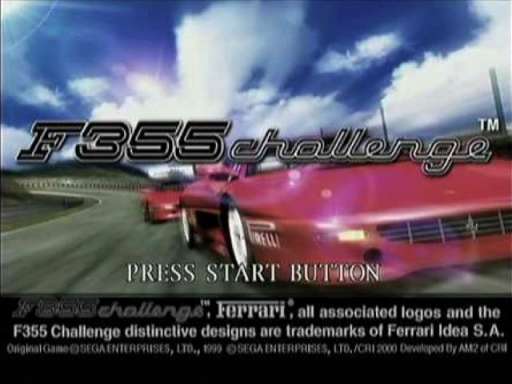 F355 challenge™
PIRELLI
PRESS START BUTTON
F355 challenge™ Ferrari®, all associated logos and the
F355 Challenge distinctive designs are trademarks of Ferrari Idea S.A.
Original Game © SEGA ENTERPRISES, LTD., 1999 © SEGA ENTERPRISES, LTD. /CRI 2000 Developed By AM2 of CRI